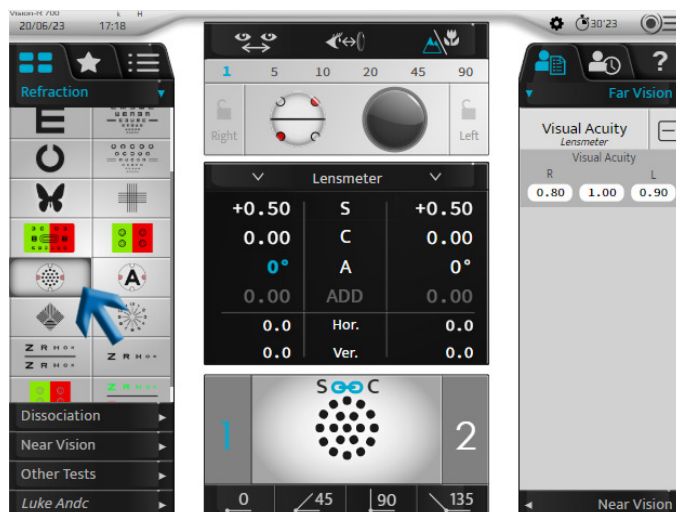 Vision-R 700
20/06/23 17:18
Refraction
Z R H O N
Z R H O N
Z R H O N
Dissociation
Near Vision
Other Tests
Luke Andc
1 5 10 20 45 90
Right
Left
Lensmeter
+0.50 S +0.50
0.00 C 0.00
0° A 0°
0.00 ADD 0.00
0.0 Hor. 0.0
0.0 Ver. 0.0
S C
1 2
0 45 90 135
30'23
?
Far Vision
Visual Acuity
Lensmeter
Visual Acuity
R L
0.80 1.00 0.90
Near Vision